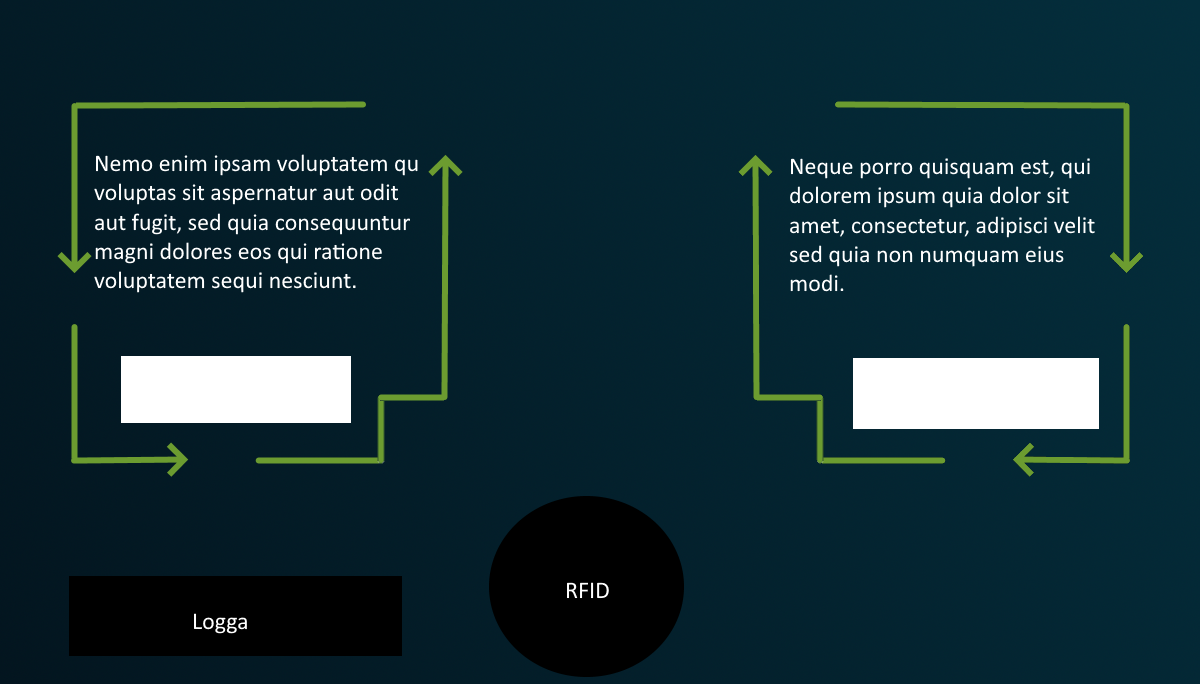 Nemo enim ipsam voluptatem qu
voluptas sit aspernatur aut odit
aut fugit, sed quia consequuntur
magni dolores eos qui ratione
voluptatem sequi nesciunt.
Neque porro quisquam est, qui
dolorem ipsum quia dolor sit
amet, consectetur, adipisci velit
sed quia non numquam eius
modi.
RFID
Logga